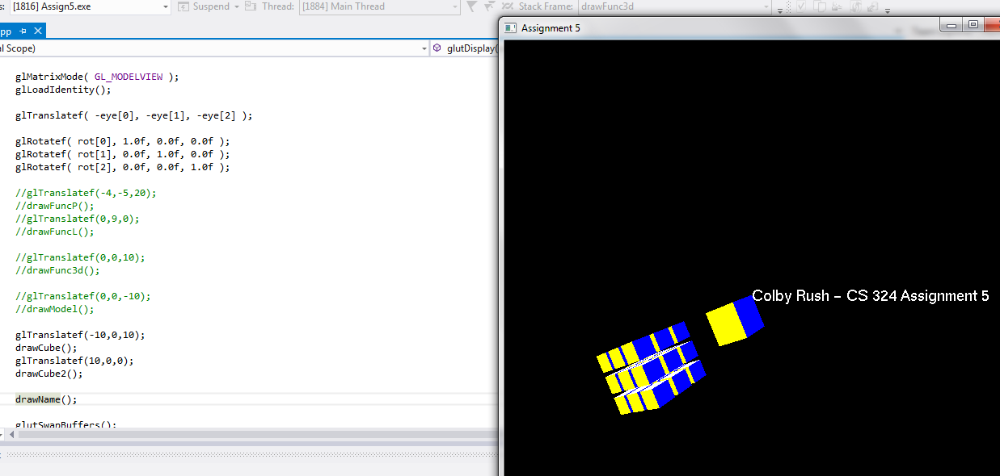 s: [1816] Assign5.exe Suspend Thread: [1884] Main Thread Stack Frame: drawFunc3d
pp
l Scope) glutDisplay(
Assignment 5
glMatrixMode( GL_MODELVIEW );
glLoadIdentity();
glTranslatef( -eye[0], -eye[1], -eye[2] );
glRotatef( rot[0], 1.0f, 0.0f, 0.0f );
glRotatef( rot[1], 0.0f, 1.0f, 0.0f );
glRotatef( rot[2], 0.0f, 0.0f, 1.0f );
//glTranslatef(-4,-5,20);
//drawFuncP();
//glTranslatef(0,9,0);
//drawFuncL();
//glTranslatef(0,0,10);
//drawFunc3d();
//glTranslatef(0,0,-10);
//drawModel();
glTranslatef(-10,0,10);
drawCube();
glTranslatef(10,0,0);
drawCube2();
drawName();
glutSwapBuffers();
Colby Rush - CS 324 Assignment 5